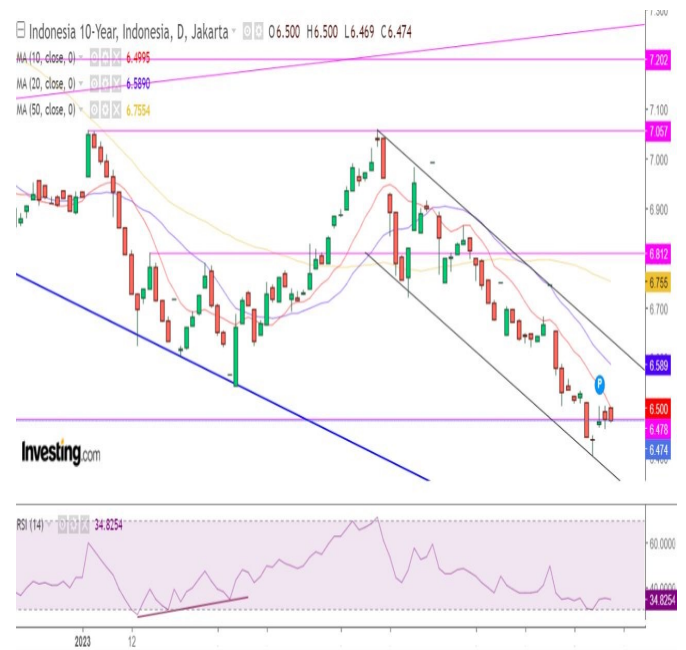 Indonesia 10-Year, Indonesia, D, Jakarta O6.500 H6.500 L6.469 C6.474
MA (10, close, 0) 6.4995
MA (20, close, 0) 6.5890
MA (50, close, 0) 6.7554
7.300
7.202
7.100
7.057
7.000
6.900
6.812
6.755
6.700
6.589
P
6.500
6.478
6.474
Investing.com
RSI (14) 34.8254
60.0000
40.0000
34.8254
2023 12